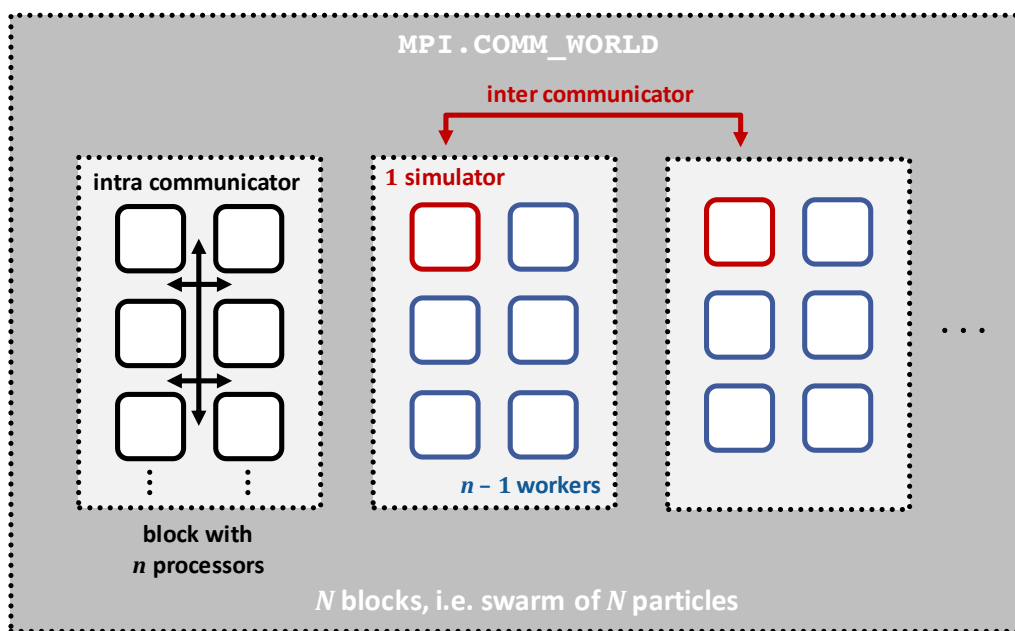 MPI.COMM_WORLD
inter communicator
intra communicator
1 simulator
n – 1 workers
. . .
block with
n processors
N blocks, i.e. swarm of N particles